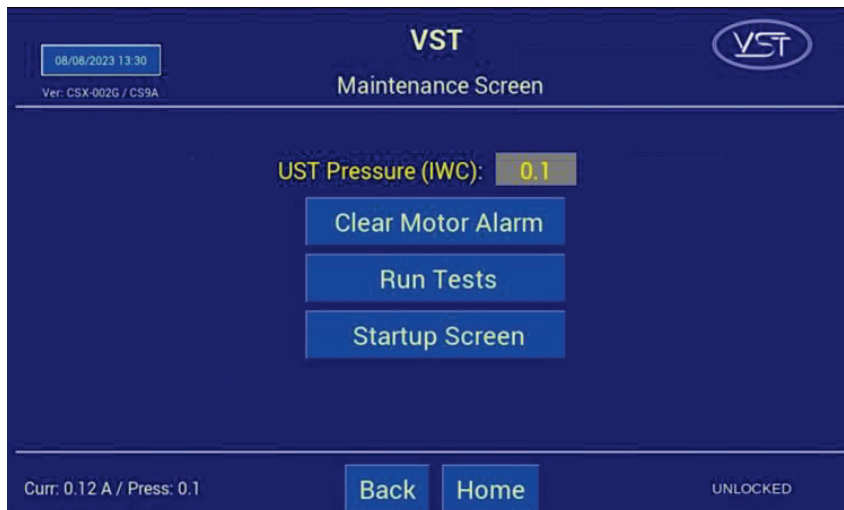 VST
VST
08/08/2023 13:30
Ver: CSX-002G / CS9A
Maintenance Screen
UST Pressure (IWC): 0.1
Clear Motor Alarm
Run Tests
Startup Screen
Curr: 0.12 A / Press: 0.1
Back
Home
UNLOCKED